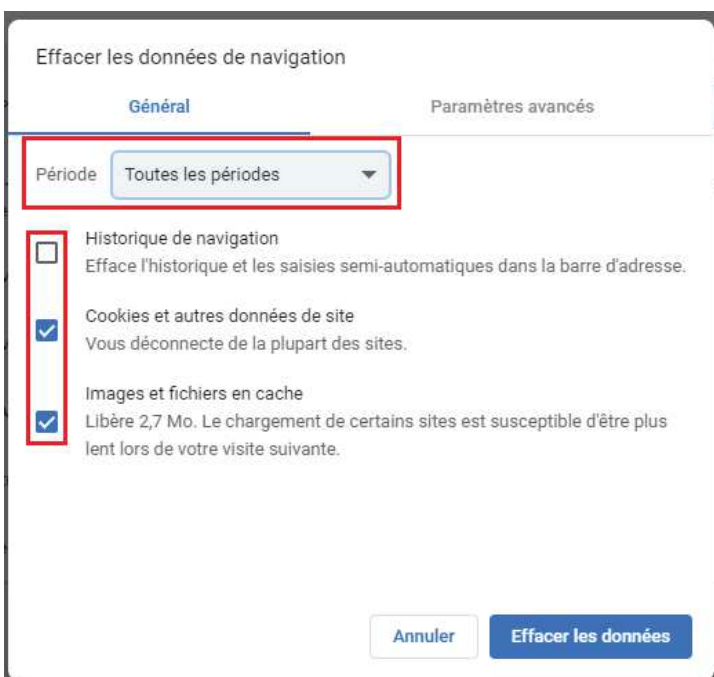 Effacer les données de navigation
Général Paramètres avancés
Période Toutes les périodes
Historique de navigation
Efface l'historique et les saisies semi-automatiques dans la barre d'adresse.
Cookies et autres données de site
Vous déconnecte de la plupart des sites.
Images et fichiers en cache
Libère 2,7 Mo. Le chargement de certains sites est susceptible d'être plus
lent lors de votre visite suivante.
Annuler Effacer les données